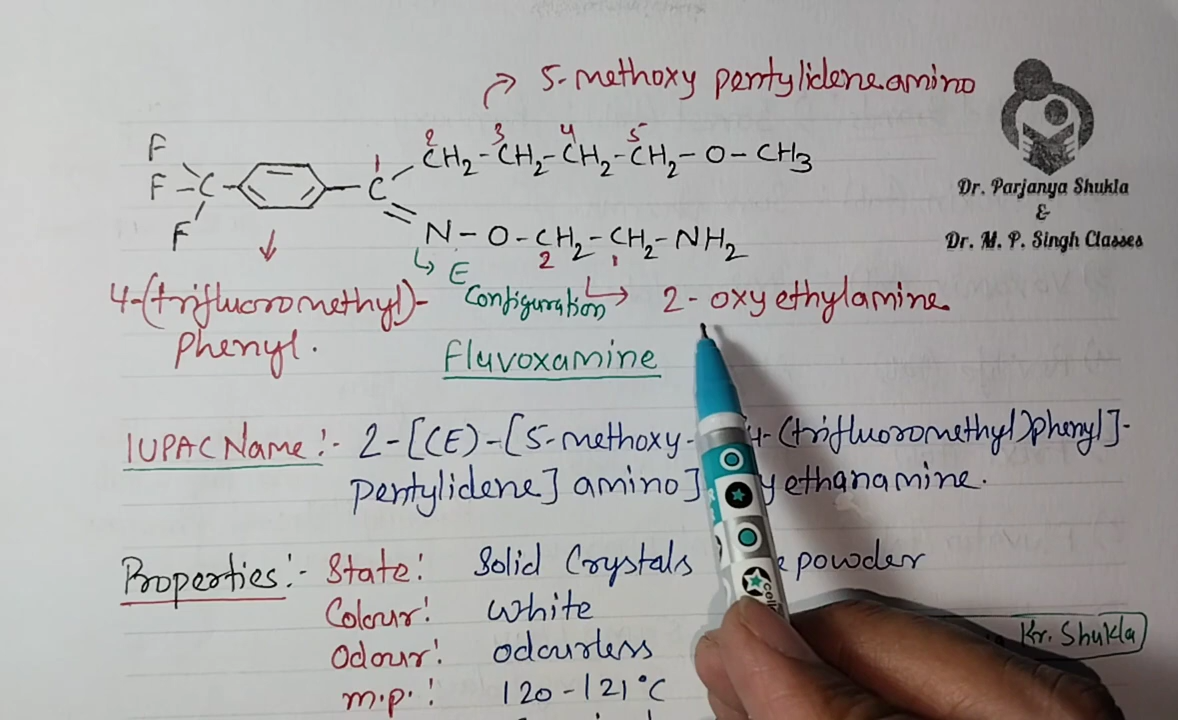 5-methoxy pentylideneamino
2 3 4 5
F CH2-CH2-CH2-CH2-O-CH3
F-C- -C 1
F N-O-CH2-CH2-NH2
2 1
E
4-(trifluoromethyl)- Configuration 2-oxyethylamine
Phenyl.
Fluvoxamine
Dr. Parjanya Shukla
&
Dr. M. P. Singh Classes
IUPAC Name:- 2-[(E)-[5-methoxy- 4-(trifluoromethyl)phenyl]-
Pentylidene] amino] y ethanamine.
Properties:- State: Solid Crystals powder
Colour: White
Odour: odourless
Kr. Shukla
m.p.: 120-121°C